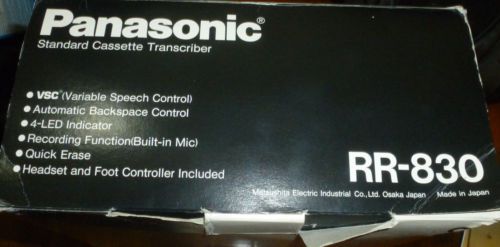 Panasonic
Standard Cassette Transcriber
● VSC (Variable Speech Control)
● Automatic Backspace Control
● 4-LED Indicator
● Recording Function(Built-in Mic)
● Quick Erase
● Headset and Foot Controller Included
RR-830
Matsushita Electric Industrial Co.,Ltd. Osaka Japan Made in Japan